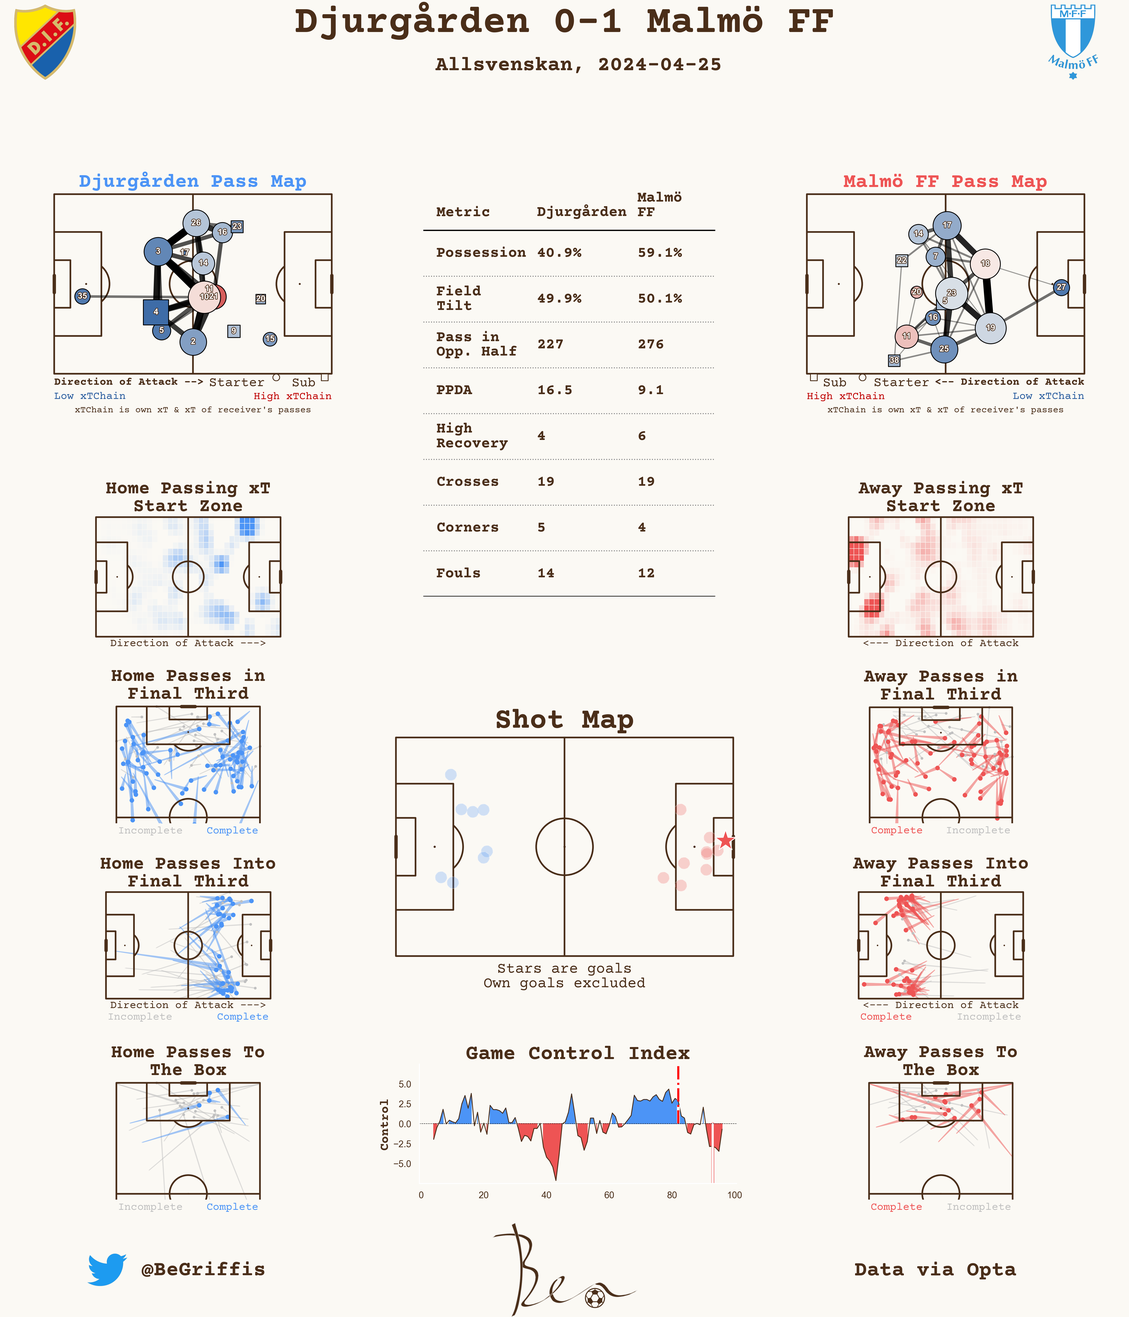 Djurgården 0-1 Malmö FF
Allsvenskan, 2024-04-25
D.I.F.
M·F·F
Malmö FF
Djurgården Pass Map
26
23
16
3
17
14
11
10
21
35
20
4
5
9
2
15
Direction of Attack --> Starter Sub
Low xTChain High xTChain
xTChain is own xT & xT of receiver's passes
Metric Djurgården Malmö FF
Possession 40.9% 59.1%
Field Tilt 49.9% 50.1%
Pass in Opp. Half 227 276
PPDA 16.5 9.1
High Recovery 4 6
Crosses 19 19
Corners 5 4
Fouls 14 12
Malmö FF Pass Map
17
14
7
22
18
27
20
23
5
16
11
19
25
38
Sub Starter <-- Direction of Attack
High xTChain Low xTChain
xTChain is own xT & xT of receiver's passes
Home Passing xT
Start Zone
Direction of Attack --->
Away Passing xT
Start Zone
<--- Direction of Attack
Home Passes in
Final Third
Incomplete Complete
Away Passes in
Final Third
Complete Incomplete
Shot Map
Stars are goals
Own goals excluded
Home Passes Into
Final Third
Direction of Attack --->
Incomplete Complete
Away Passes Into
Final Third
<--- Direction of Attack
Complete Incomplete
Home Passes To
The Box
Incomplete Complete
Game Control Index
Control
5.0
2.5
0.0
−2.5
−5.0
0 20 40 60 80 100
Away Passes To
The Box
Complete Incomplete
@BeGriffis
Bea
Data via Opta